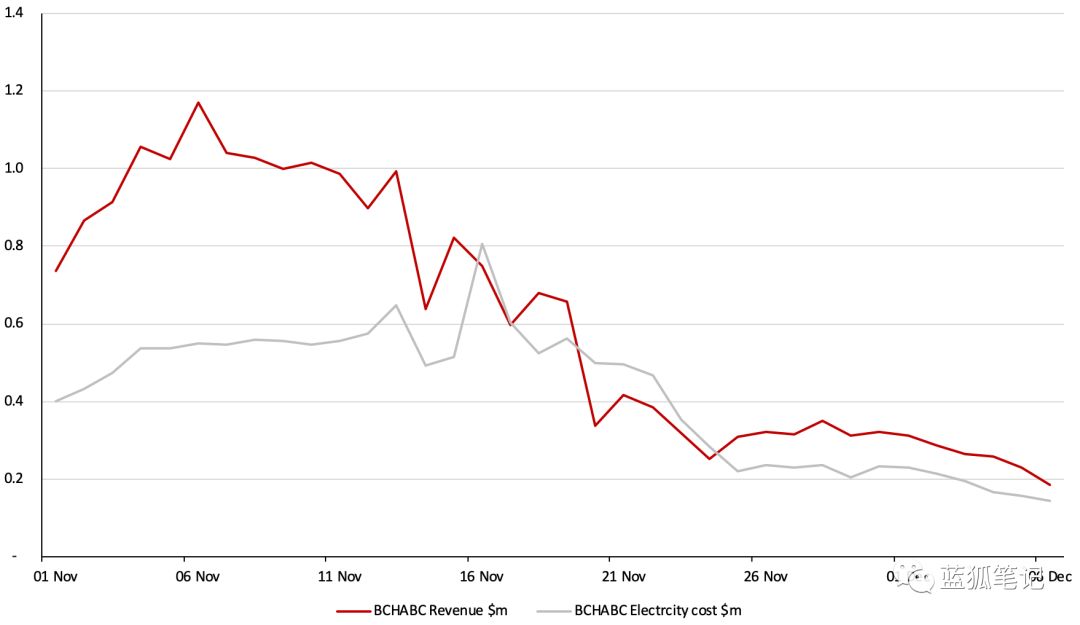 1.4
1.2
1.0
0.8
0.6
0.4
0.2
-
01 Nov
06 Nov
11 Nov
16 Nov
21 Nov
26 Nov
Dec
蓝狐笔记
BCHABC Revenue $m
BCHABC Electrcity cost $m